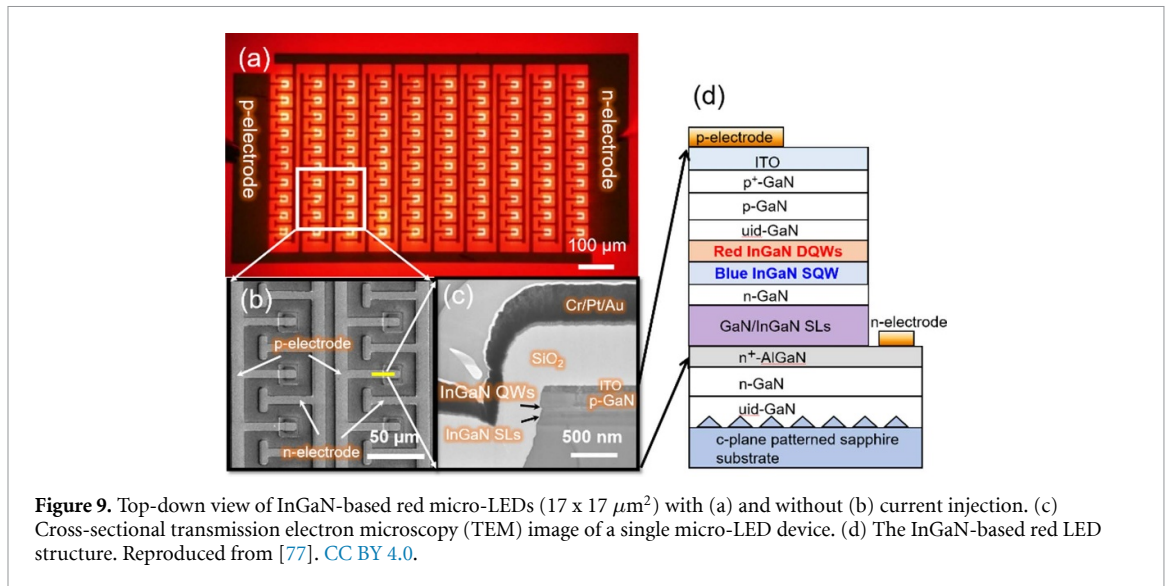 (a)
p-electrode
n-electrode
100 μm
(b)
p-electrode
n-electrode
50 μm
(c)
Cr/Pt/Au
SiO₂
ITO
p-GaN
InGaN QWs
InGaN SLs
500 nm
(d)
p-electrode
ITO
p⁺-GaN
p-GaN
uid-GaN
Red InGaN DQWs
Blue InGaN SQW
n-GaN
GaN/InGaN SLs
n-electrode
n⁺-AlGaN
n-GaN
uid-GaN
c-plane patterned sapphire
substrate
Figure 9. Top-down view of InGaN-based red micro-LEDs (17 x 17 μm²) with (a) and without (b) current injection. (c)
Cross-sectional transmission electron microscopy (TEM) image of a single micro-LED device. (d) The InGaN-based red LED
structure. Reproduced from [77]. CC BY 4.0.